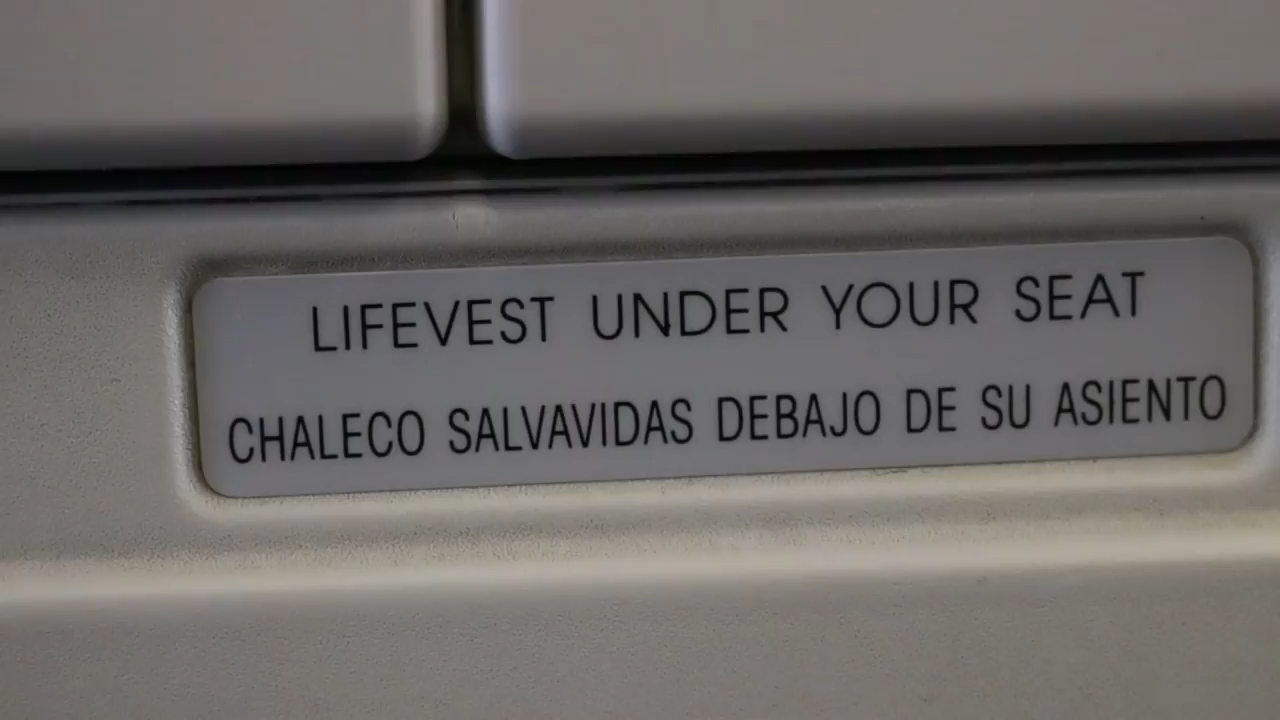 LIFEVEST UNDER YOUR SEAT
CHALECO SALVAVIDAS DEBAJO DE SU ASIENTO